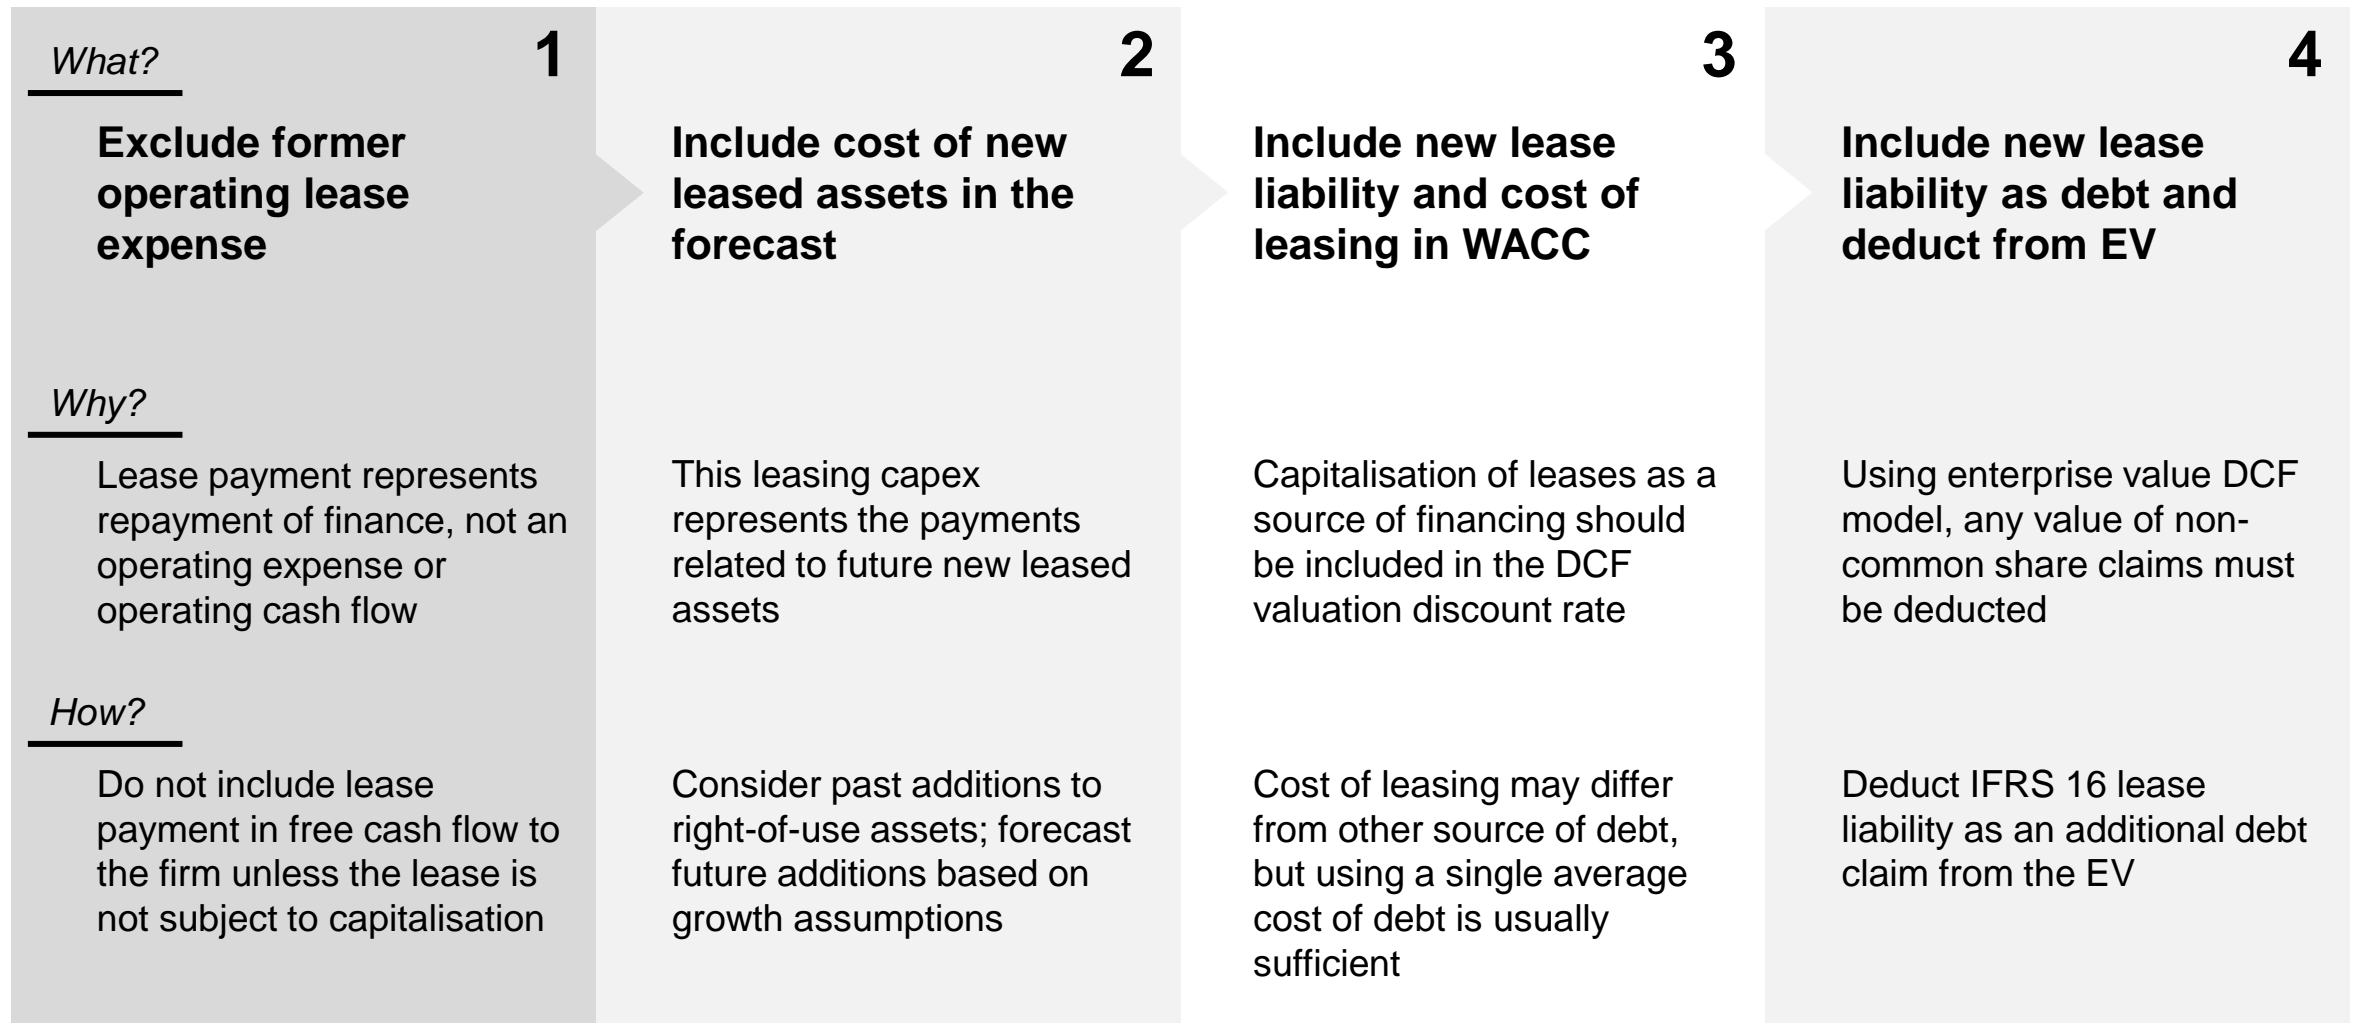 What?
1
Exclude former
operating lease
expense
Why?
Lease payment represents
repayment of finance, not an
operating expense or
operating cash flow
How?
Do not include lease
payment in free cash flow to
the firm unless the lease is
not subject to capitalisation
2
Include cost of new
leased assets in the
forecast
This leasing capex
represents the payments
related to future new leased
assets
Consider past additions to
right-of-use assets; forecast
future additions based on
growth assumptions
3
Include new lease
liability and cost of
leasing in WACC
Capitalisation of leases as a
source of financing should
be included in the DCF
valuation discount rate
Cost of leasing may differ
from other source of debt,
but using a single average
cost of debt is usually
sufficient
4
Include new lease
liability as debt and
deduct from EV
Using enterprise value DCF
model, any value of non-
common share claims must
be deducted
Deduct IFRS 16 lease
liability as an additional debt
claim from the EV